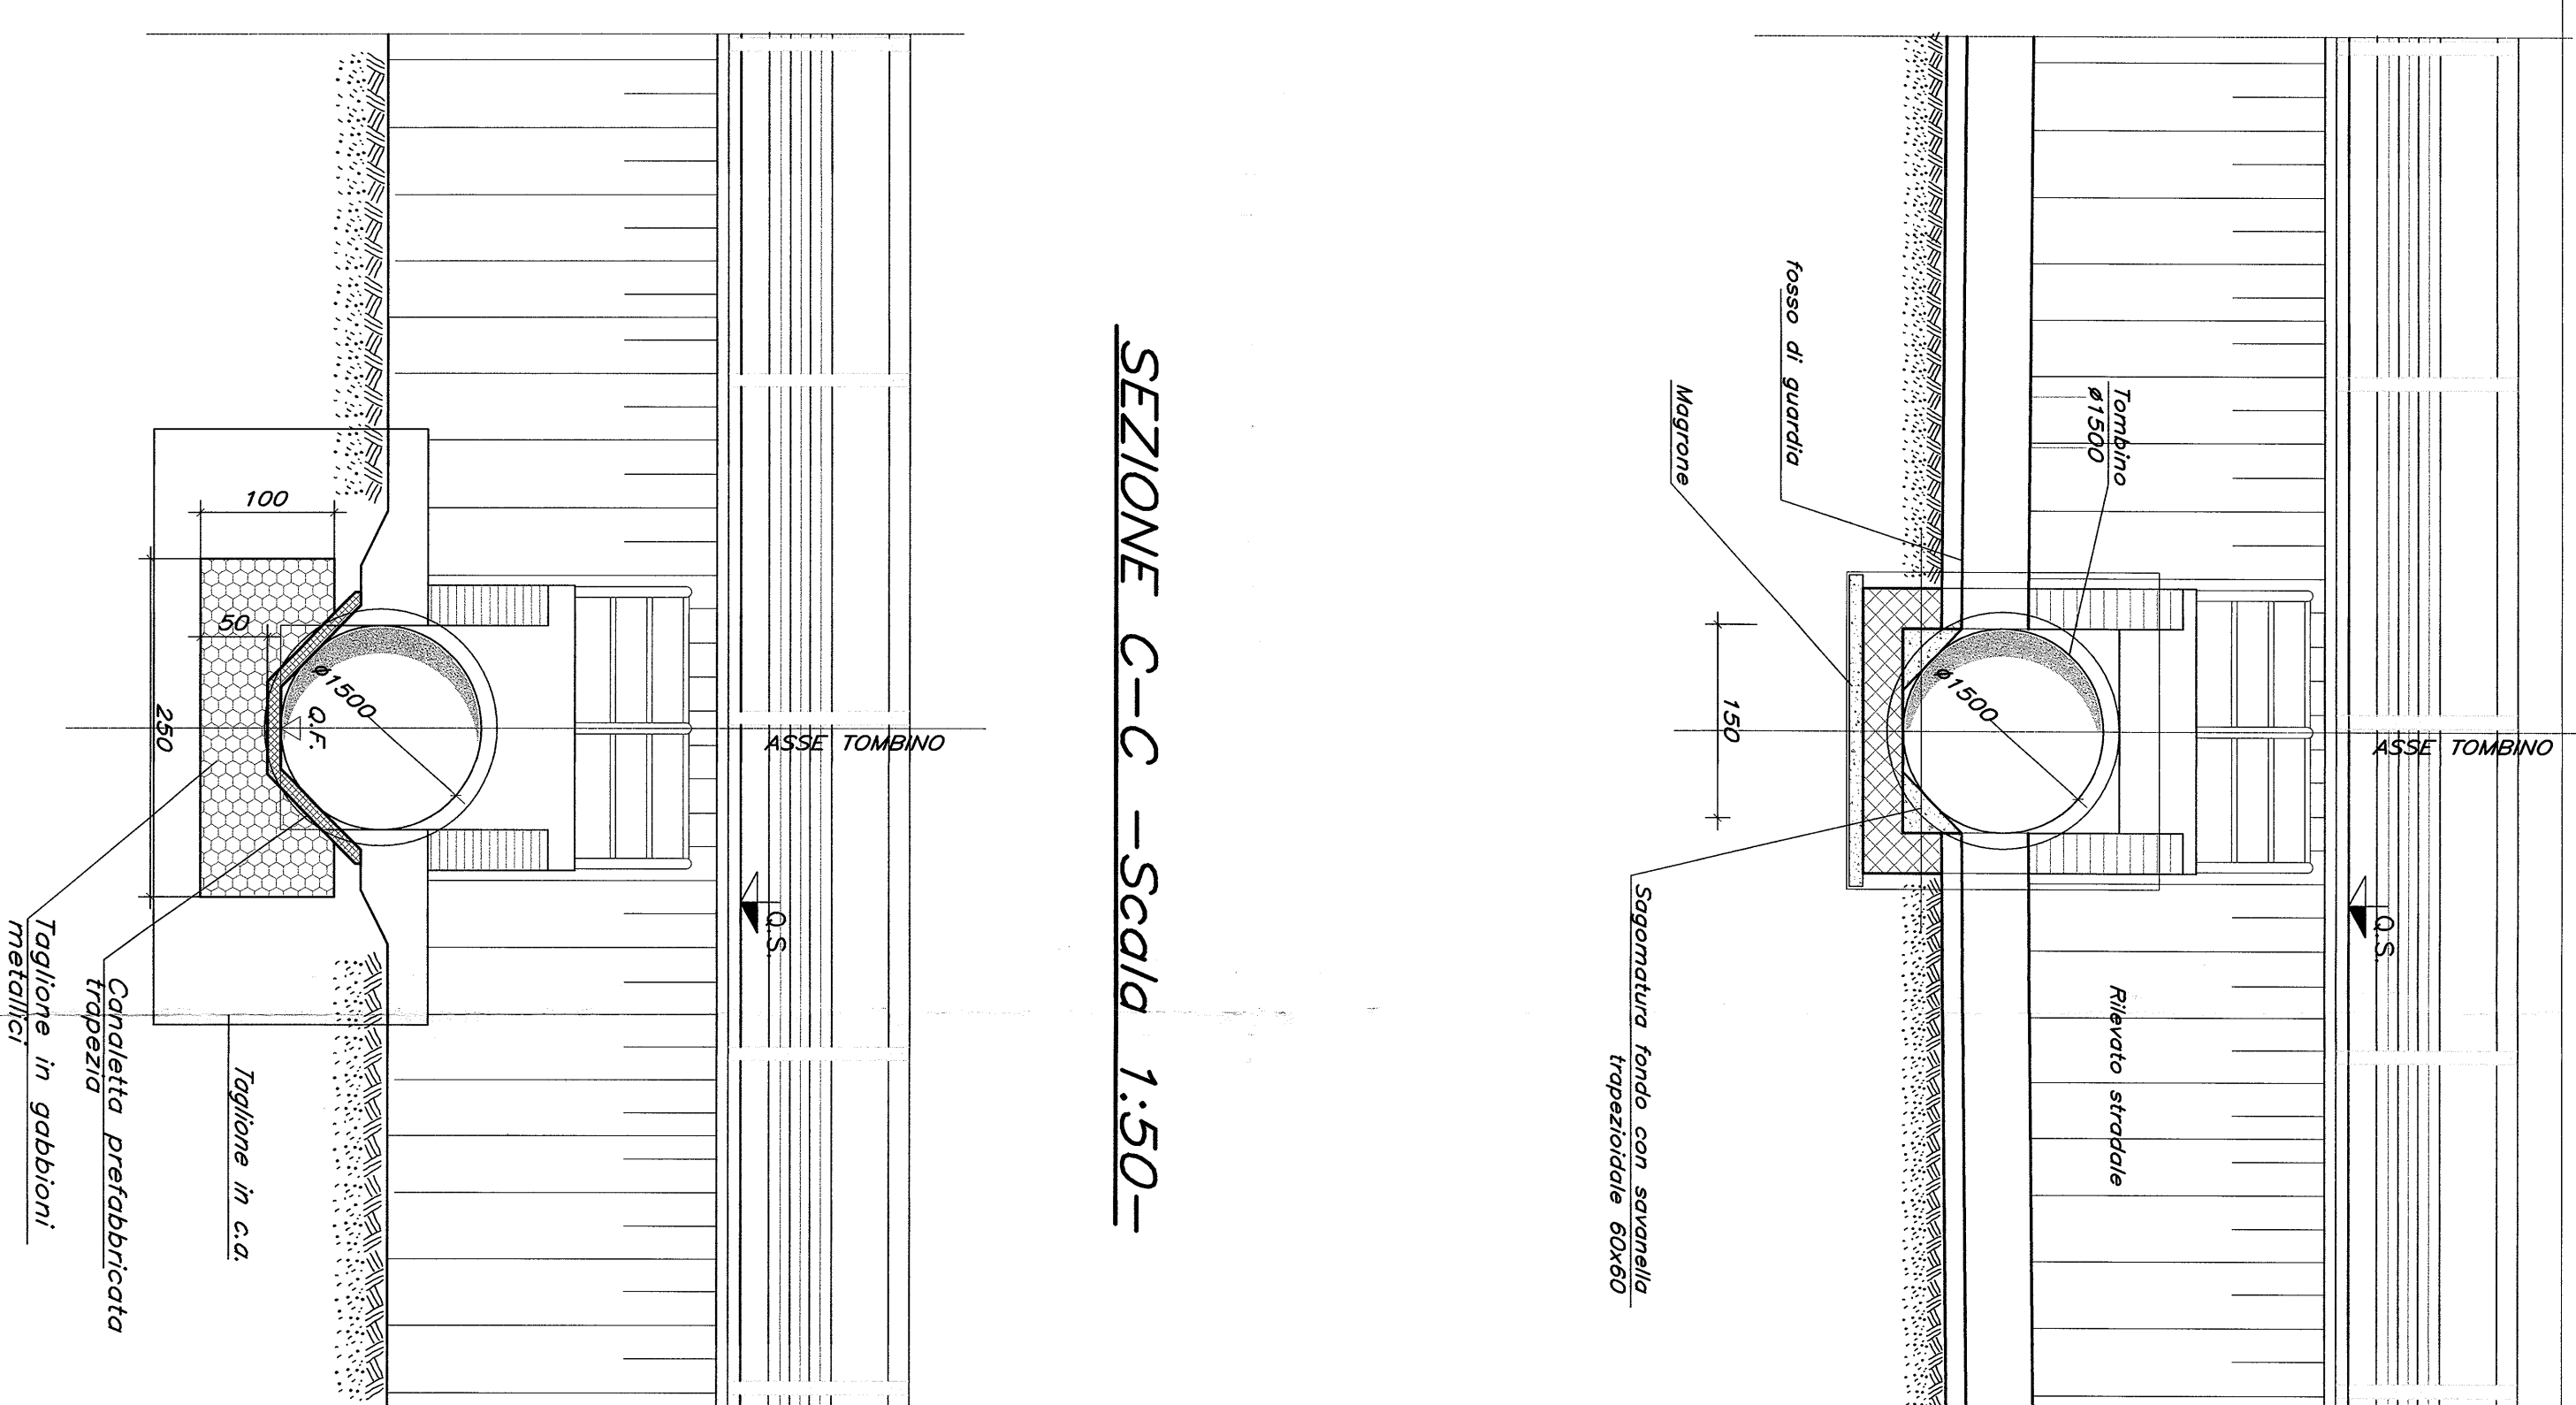 ASSE TOMBINO
Q.S.
Tombino
ø1500
Rilevato stradale
ø1500
fosso di guardia
Magrone
150
Sagomatura fondo con savanella
trapezioidale 60x60
SEZIONE C-C -Scala 1:50-
ASSE TOMBINO
Q.S.
ø1500
Q.F.
100
50
250
Taglione in c.a.
Canaletta prefabbricata
trapezia
Taglione in gabbioni
metallici